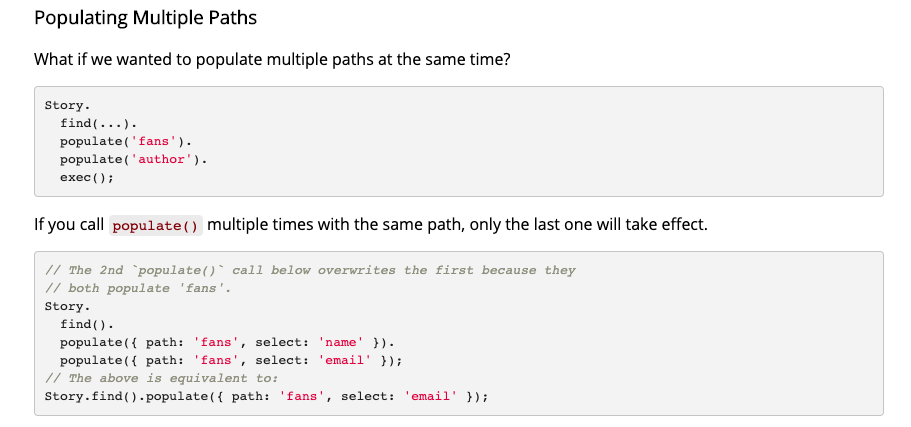 Populating Multiple Paths
What if we wanted to populate multiple paths at the same time?
Story.
  find(...).
  populate('fans').
  populate('author').
  exec();
If you call populate() multiple times with the same path, only the last one will take effect.
// The 2nd `populate()` call below overwrites the first because they
// both populate 'fans'.
Story.
  find().
  populate({ path: 'fans', select: 'name' }).
  populate({ path: 'fans', select: 'email' });
// The above is equivalent to:
Story.find().populate({ path: 'fans', select: 'email' });